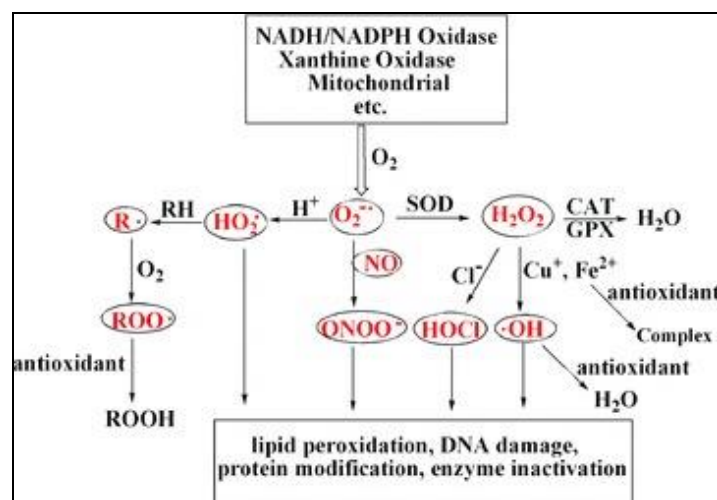 NADH/NADPH Oxidase
Xanthine Oxidase
Mitochondrial
etc.
O₂
R· RH HO₂· H⁺ O₂⁻· SOD H₂O₂ CAT H₂O
GPX
O₂ NO Cl⁻ Cu⁺, Fe²⁺
antioxidant
ROO· ONOO⁻ HOCl ·OH Complex
antioxidant antioxidant
ROOH H₂O
lipid peroxidation, DNA damage,
protein modification, enzyme inactivation